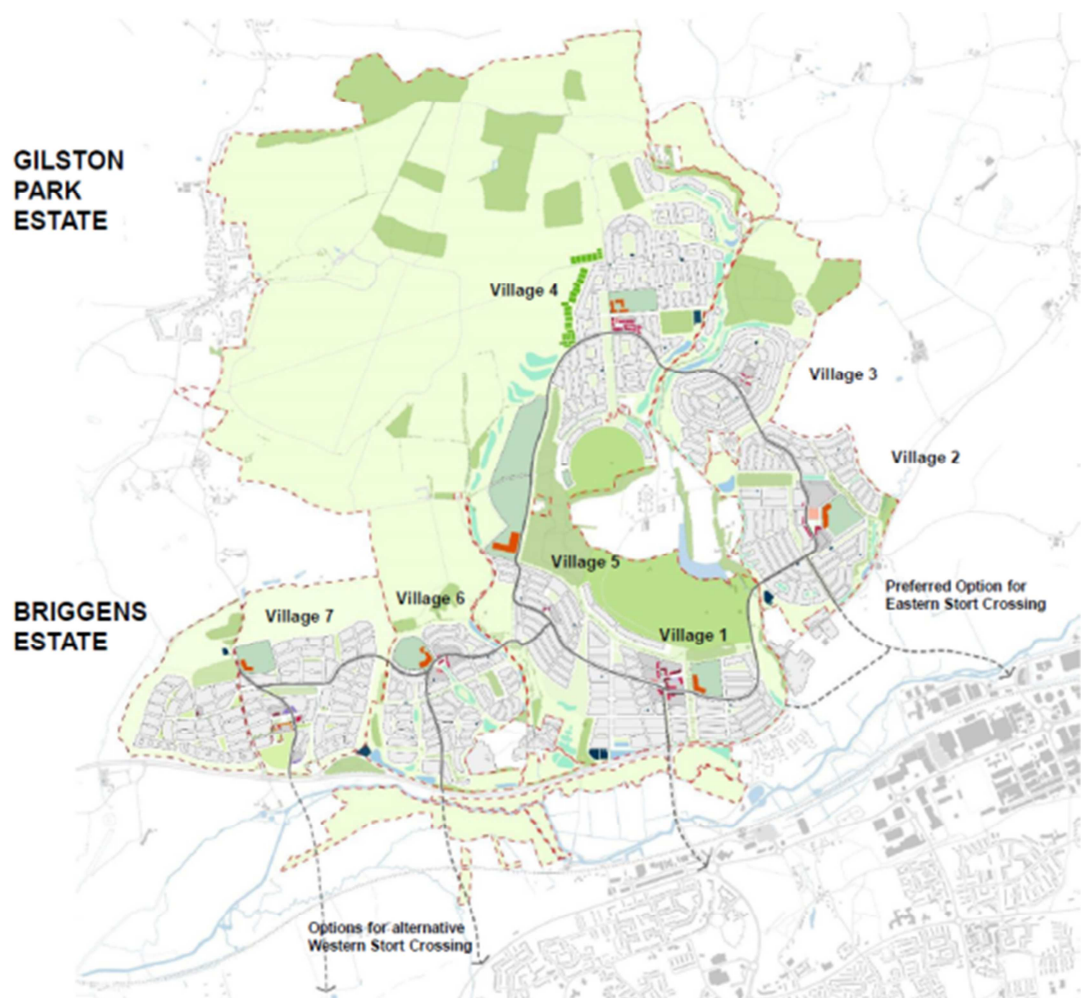 GILSTON
PARK
ESTATE
Village 4
Village 3
Village 2
Village 5
Preferred Option for
Eastern Stort Crossing
BRIGGENS
ESTATE
Village 6
Village 7
Village 1
Options for alternative
Western Stort Crossing